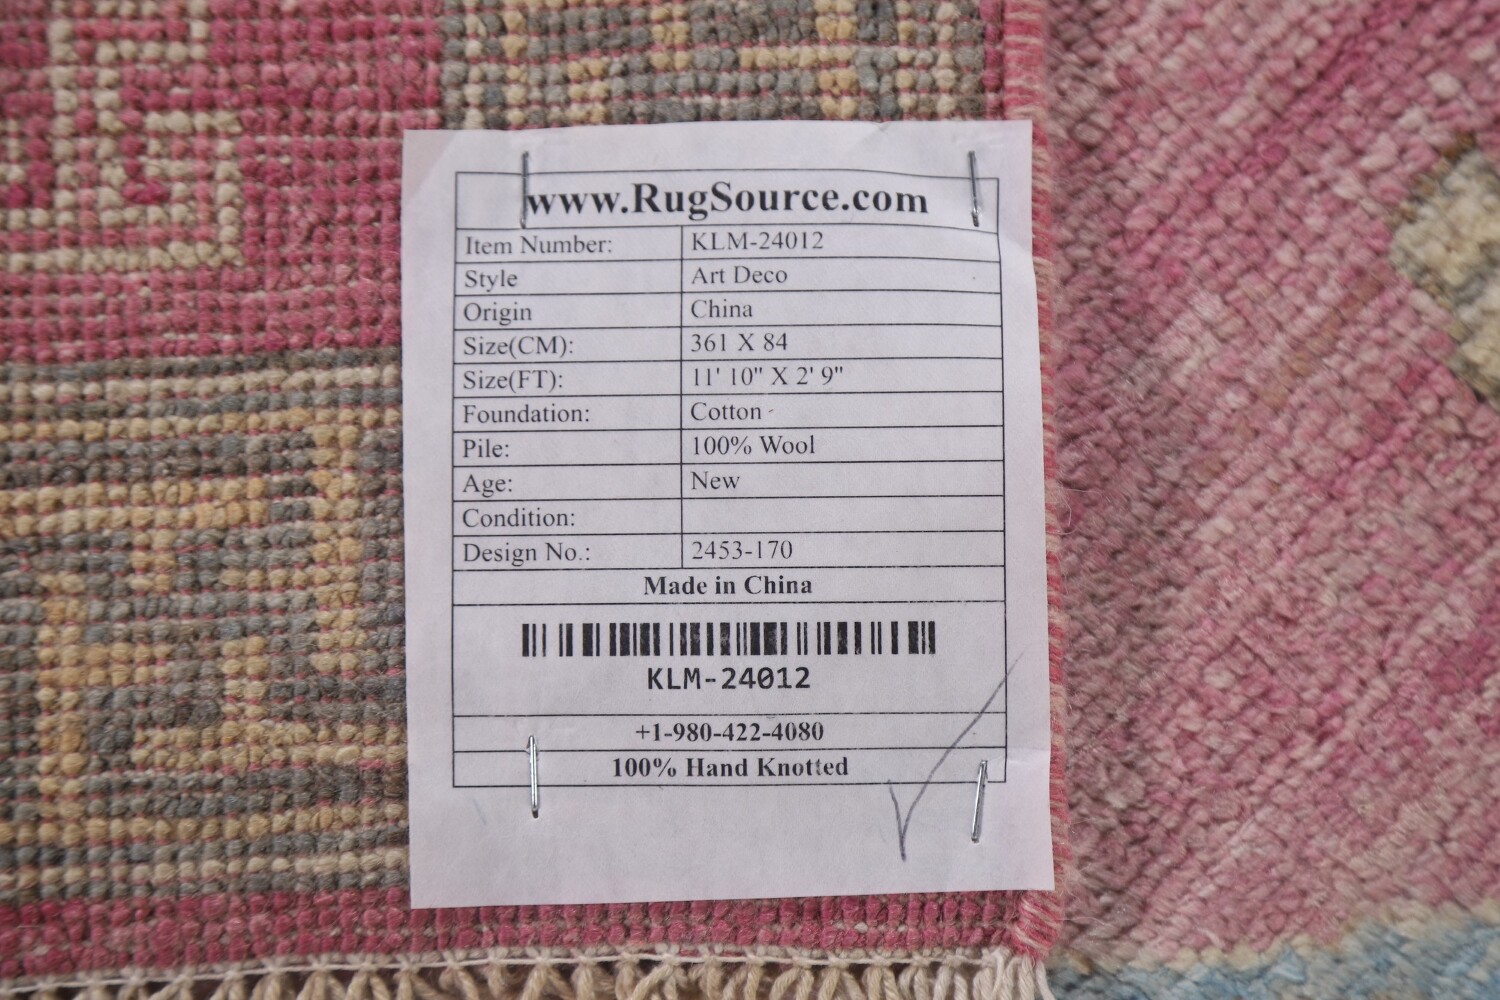 www.RugSource.com
Item Number: KLM-24012
Style Art Deco
Origin China
Size(CM): 361 X 84
Size(FT): 11' 10" X 2' 9"
Foundation: Cotton
Pile: 100% Wool
Age: New
Condition:
Design No.: 2453-170
Made in China
KLM-24012
+1-980-422-4080
100% Hand Knotted